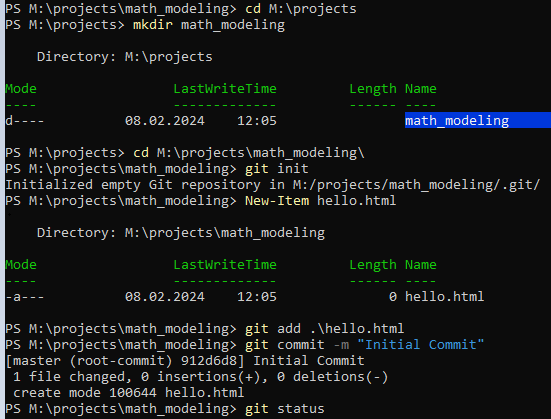 PS M:\projects\math_modeling> cd M:\projects
PS M:\projects> mkdir math_modeling
Directory: M:\projects
Mode LastWriteTime Length Name
---- ------------- ------ ----
d---- 08.02.2024 12:05 math_modeling
PS M:\projects> cd M:\projects\math_modeling\
PS M:\projects\math_modeling> git init
Initialized empty Git repository in M:/projects/math_modeling/.git/
PS M:\projects\math_modeling> New-Item hello.html
Directory: M:\projects\math_modeling
Mode LastWriteTime Length Name
---- ------------- ------ ----
-a--- 08.02.2024 12:05 0 hello.html
PS M:\projects\math_modeling> git add .\hello.html
PS M:\projects\math_modeling> git commit -m "Initial Commit"
[master (root-commit) 912d6d8] Initial Commit
1 file changed, 0 insertions(+), 0 deletions(-)
create mode 100644 hello.html
PS M:\projects\math_modeling> git status